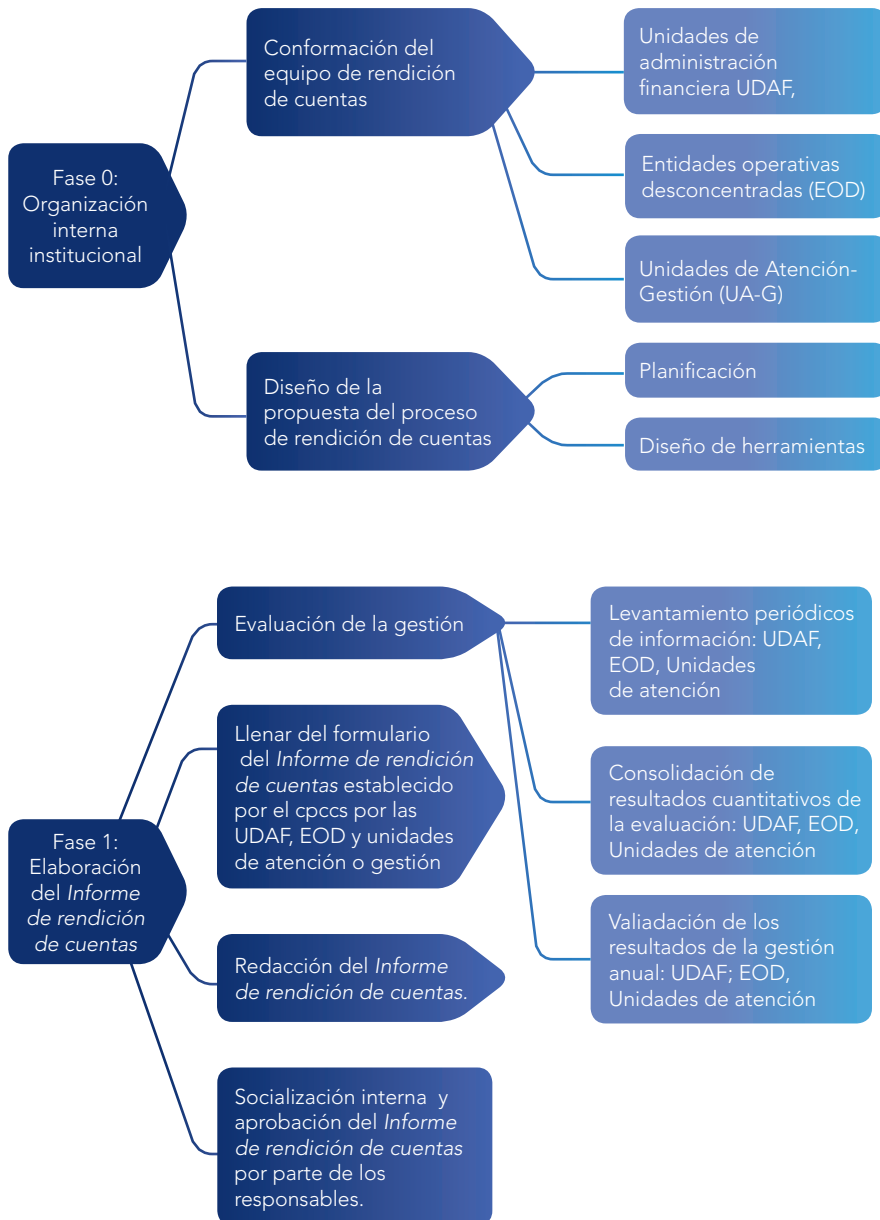 Fase 0:
Organización
interna
institucional
Conformación del
equipo de rendición
de cuentas
Unidades de
administración
financiera UDAF,
Entidades operativas
desconcentradas (EOD)
Unidades de Atención-
Gestión (UA-G)
Diseño de la
propuesta del proceso
de rendición de cuentas
Planificación
Diseño de herramientas
Fase 1:
Elaboración
del Informe
de rendición
de cuentas
Evaluación de la gestión
Levantamiento periódicos
de información: UDAF,
EOD, Unidades
de atención
Consolidación de
resultados cuantitativos de
la evaluación: UDAF, EOD,
Unidades de atención
Valiadación de los
resultados de la gestión
anual: UDAF; EOD,
Unidades de atención
Llenar del formulario
del Informe de rendición
de cuentas establecido
por el cpccs por las
UDAF, EOD y unidades
de atención o gestión
Redacción del Informe
de rendición de cuentas.
Socialización interna y
aprobación del Informe
de rendición de cuentas
por parte de los
responsables.